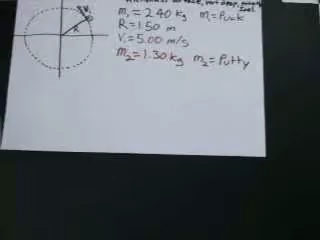 R
m₁=2.40 kg m₁=Puck
R=1.50 m
V₁=5.00 m/s
m₂=1.30 kg m₂=Putty